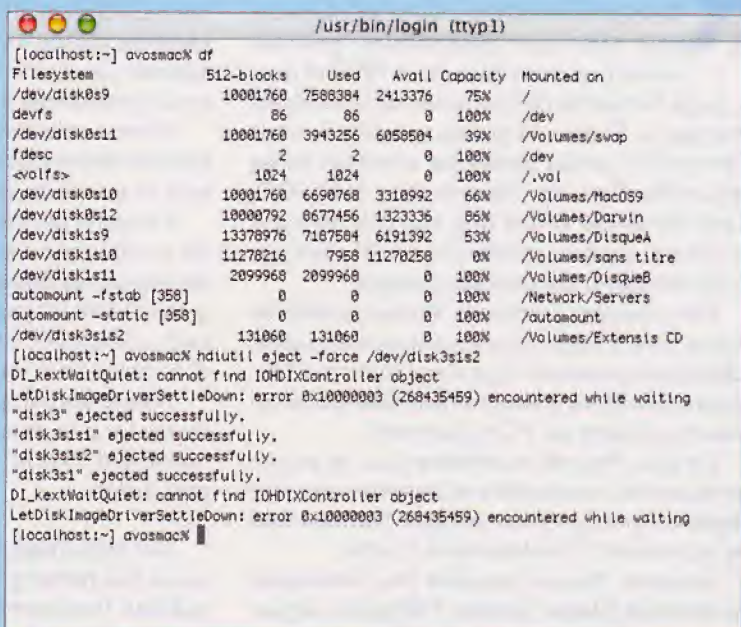 /usr/bin/login (ttyp1)
[localhost:~] avosmac% df
Filesystem 512-blocks Used Avail Capacity Mounted on
/dev/disk0s9 10001760 7588384 2413376 75% /
devfs 86 86 0 100% /dev
/dev/disk0s11 10001760 3943256 6058504 39% /Volumes/swap
fdesc 2 2 0 100% /dev
<volfs> 1024 1024 0 100% /.vol
/dev/disk0s10 10001760 6690768 3310992 66% /Volumes/MacOS9
/dev/disk0s12 10000792 8677456 1323336 86% /Volumes/Darwin
/dev/disk1s9 13378976 7187584 6191392 53% /Volumes/DisqueA
/dev/disk1s10 11278216 7958 11270258 0% /Volumes/sans titre
/dev/disk1s11 2099968 2099968 0 100% /Volumes/DisqueB
automount -fstab [358] 0 0 0 100% /Network/Servers
automount -static [358] 0 0 0 100% /automount
/dev/disk3s1s2 131060 131060 0 100% /Volumes/Extensis CD
[localhost:~] avosmac% hdiutil eject -force /dev/disk3s1s2
DI_kextWaitQuiet: cannot find IOHDIXController object
LetDiskImageDriverSettleDown: error 0x10000003 (268435459) encountered while waiting
"disk3" ejected successfully.
"disk3s1s1" ejected successfully.
"disk3s1s2" ejected successfully.
"disk3s1" ejected successfully.
DI_kextWaitQuiet: cannot find IOHDIXController object
LetDiskImageDriverSettleDown: error 0x10000003 (268435459) encountered while waiting
[localhost:~] avosmac%